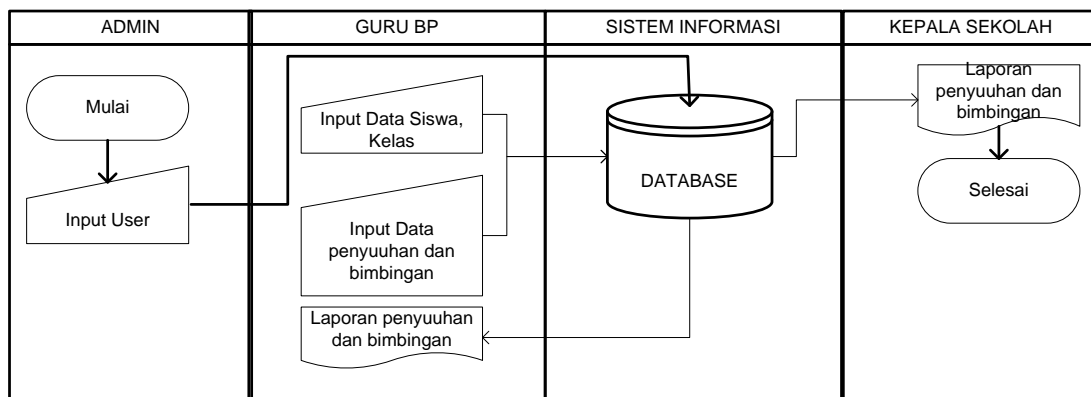 ADMIN
GURU BP
SISTEM INFORMASI
KEPALA SEKOLAH
Mulai
Input User
Input Data Siswa,
Kelas
Input Data
penyuuhan dan
bimbingan
Laporan penyuuhan
dan bimbingan
DATABASE
Laporan
penyuuhan dan
bimbingan
Selesai